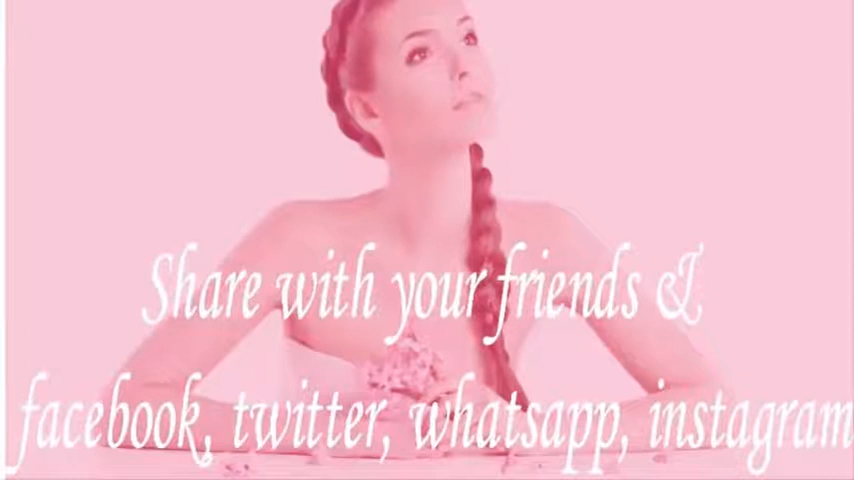 Share with your friends &
facebook, twitter, whatsapp, instagram